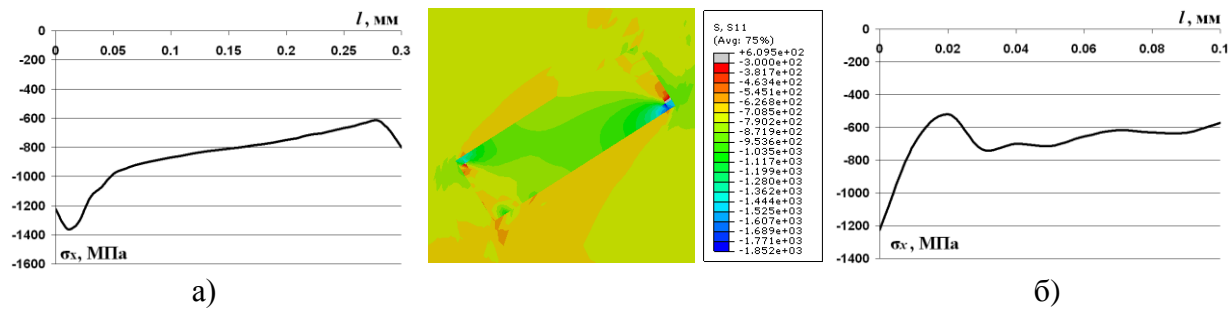 l, мм
0
0 0.05 0.1 0.15 0.2 0.25 0.3
-200
-400
-600
-800
-1000
-1200
-1400
-1600
σx, МПа
а)
S, S11
(Avg: 75%)
+6.095e+02
-3.000e+02
-3.817e+02
-4.634e+02
-5.451e+02
-6.268e+02
-7.085e+02
-7.902e+02
-8.719e+02
-9.536e+02
-1.035e+03
-1.117e+03
-1.199e+03
-1.280e+03
-1.362e+03
-1.444e+03
-1.525e+03
-1.607e+03
-1.689e+03
-1.771e+03
-1.852e+03
l, мм
0
0 0.02 0.04 0.06 0.08 0.1
-200
-400
-600
-800
-1000
-1200
-1400
σx, МПа
б)